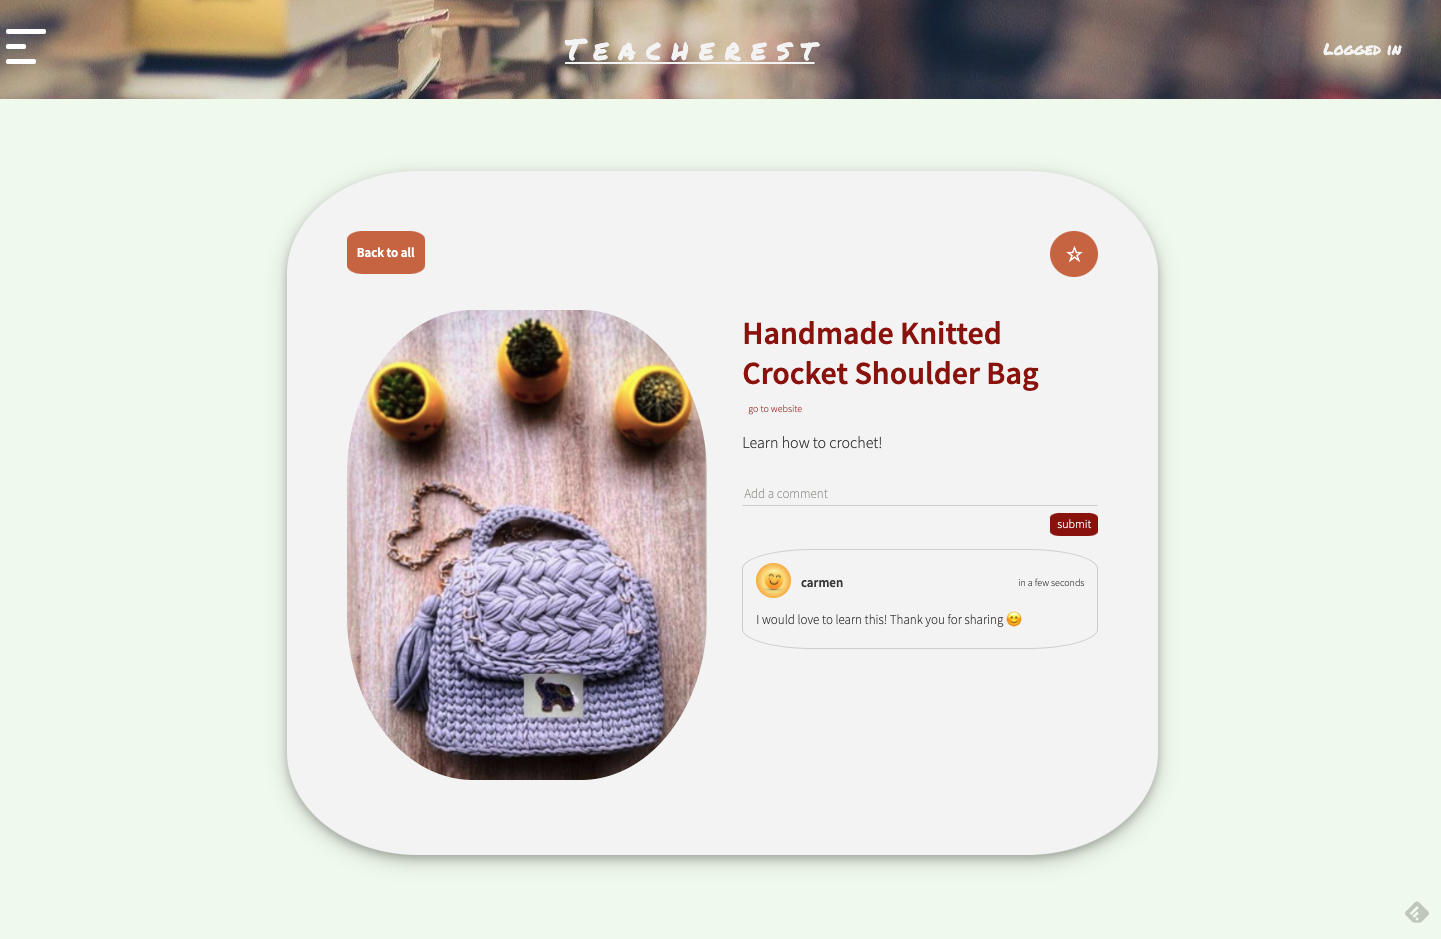 Teacherest
Logged in
Back to all
Handmade Knitted
Crocket Shoulder Bag
go to website
Learn how to crochet!
Add a comment
submit
carmen
in a few seconds
I would love to learn this! Thank you for sharing 😊